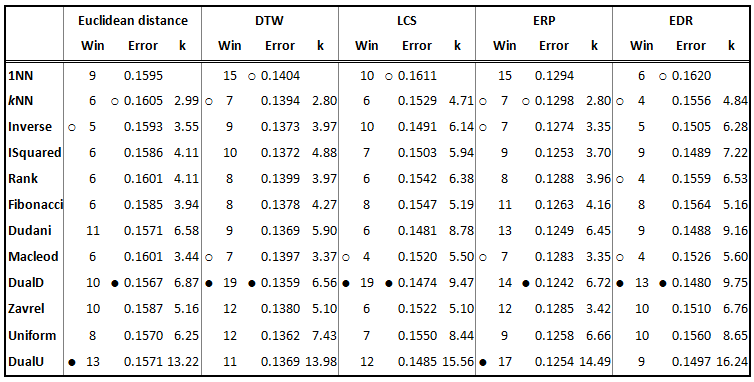 Euclidean distance DTW LCS ERP EDR
Win Error k Win Error k Win Error k Win Error k Win Error k
1NN 9 0.1595 15 ○ 0.1404 10 ○ 0.1611 15 0.1294 6 ○ 0.1620
kNN 6 ○ 0.1605 2.99 ○ 7 0.1394 2.80 6 0.1529 4.71 ○ 7 ○ 0.1298 2.80 ○ 4 0.1556 4.84
Inverse ○ 5 0.1593 3.55 9 0.1373 3.97 10 0.1491 6.14 ○ 7 0.1274 3.35 5 0.1505 6.28
ISquared 6 0.1586 4.11 10 0.1372 4.88 7 0.1503 5.94 9 0.1253 3.70 9 0.1489 7.22
Rank 6 0.1601 4.11 8 0.1399 3.97 6 0.1542 6.38 8 0.1288 3.96 ○ 4 0.1559 6.53
Fibonacci 6 0.1585 3.94 8 0.1378 4.27 8 0.1547 5.19 11 0.1263 4.16 8 0.1564 5.16
Dudani 11 0.1571 6.58 9 0.1369 5.90 6 0.1481 8.78 13 0.1249 6.45 9 0.1488 9.16
Macleod 6 0.1601 3.44 ○ 7 0.1397 3.37 ○ 4 0.1520 5.50 ○ 7 0.1283 3.35 ○ 4 0.1526 5.60
DualD 10 ● 0.1567 6.87 ● 19 ● 0.1359 6.56 ● 19 ● 0.1474 9.47 14 ● 0.1242 6.72 ● 13 ● 0.1480 9.75
Zavrel 10 0.1587 5.16 12 0.1380 5.10 6 0.1522 5.10 12 0.1285 3.42 10 0.1510 6.76
Uniform 8 0.1570 6.25 12 0.1362 7.43 7 0.1550 8.44 9 0.1258 6.66 10 0.1560 8.65
DualU ● 13 0.1571 13.22 11 0.1369 13.98 12 0.1485 15.56 ● 17 0.1254 14.49 9 0.1497 16.24